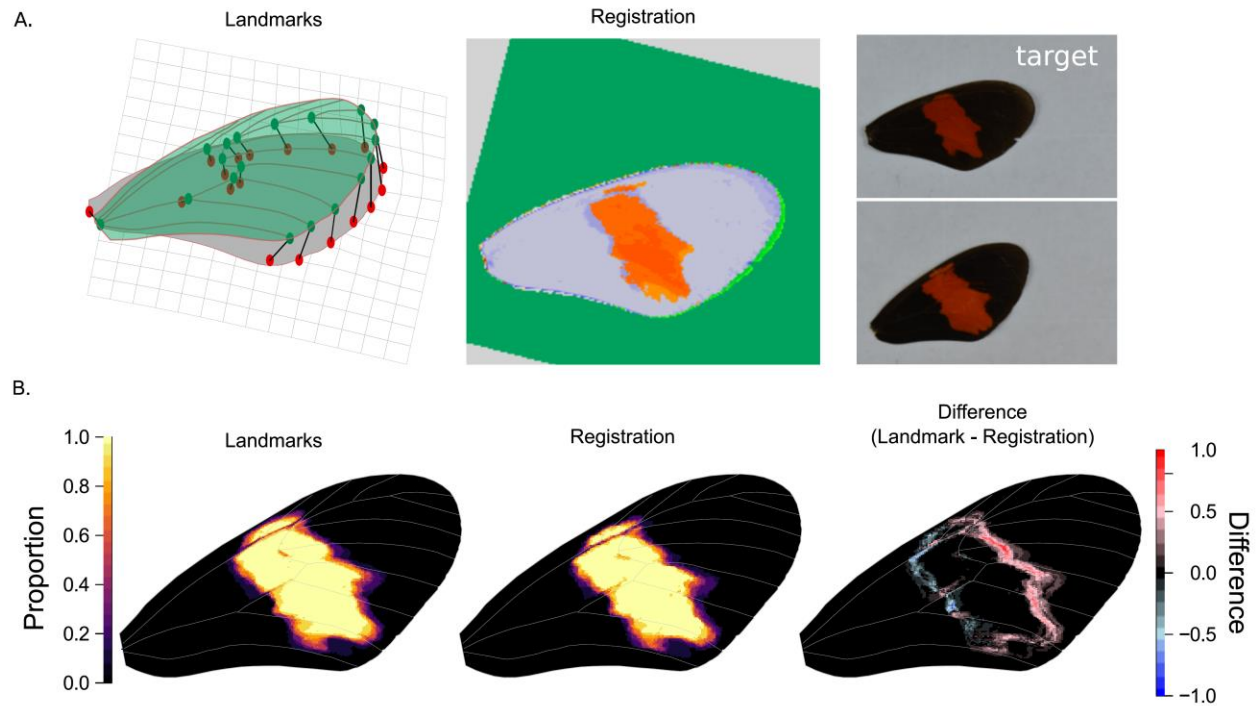 A.
Landmarks
Registration
target
B.
Landmarks
Registration
Difference
(Landmark - Registration)
Proportion
1.0
0.8
0.6
0.4
0.2
0.0
1.0
0.5
0.0
−0.5
−1.0
Difference